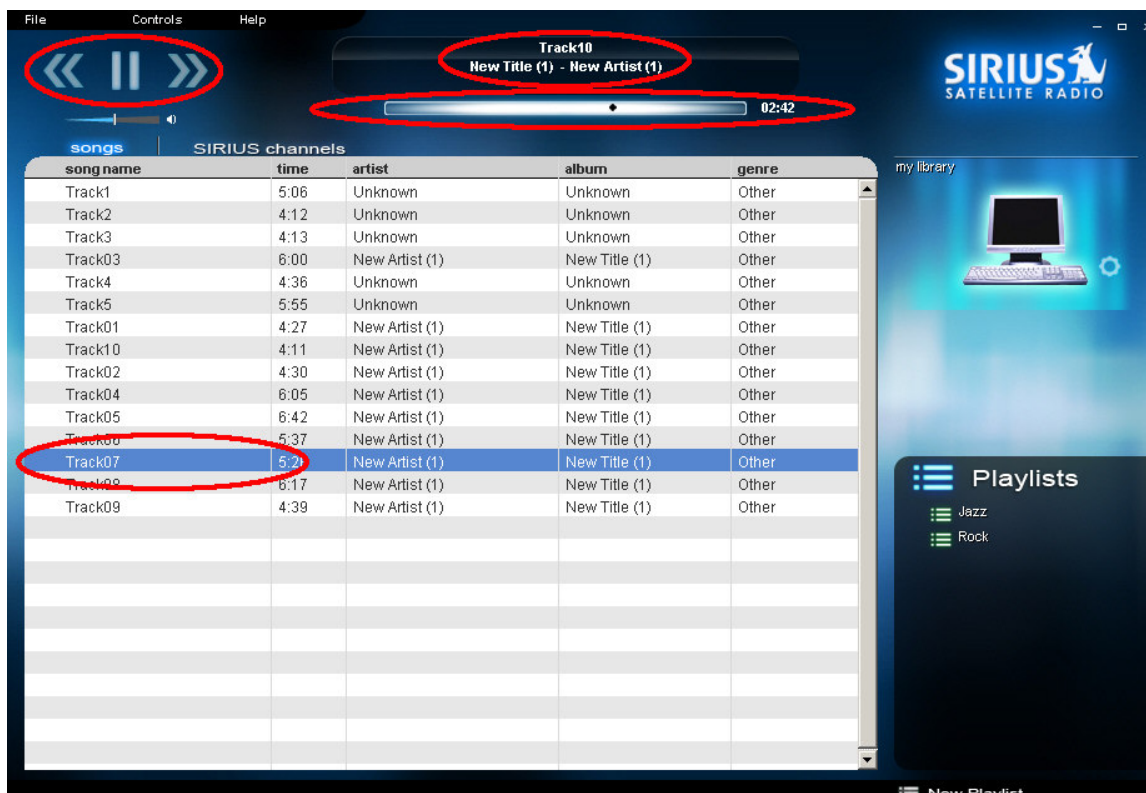 File Controls Help
Track10
New Title (1) - New Artist (1)
02:42
SIRIUS
SATELLITE RADIO
songs SIRIUS channels
song name time artist album genre
Track1 5:06 Unknown Unknown Other
Track2 4:12 Unknown Unknown Other
Track3 4:13 Unknown Unknown Other
Track03 6:00 New Artist (1) New Title (1) Other
Track4 4:36 Unknown Unknown Other
Track5 5:55 Unknown Unknown Other
Track01 4:27 New Artist (1) New Title (1) Other
Track10 4:11 New Artist (1) New Title (1) Other
Track02 4:30 New Artist (1) New Title (1) Other
Track04 6:05 New Artist (1) New Title (1) Other
Track05 6:42 New Artist (1) New Title (1) Other
Track06 5:37 New Artist (1) New Title (1) Other
Track07 New Artist (1) New Title (1) Other
Track08 6:17 New Artist (1) New Title (1) Other
Track09 4:39 New Artist (1) New Title (1) Other
my library
Playlists
Jazz
Rock
New Playlist